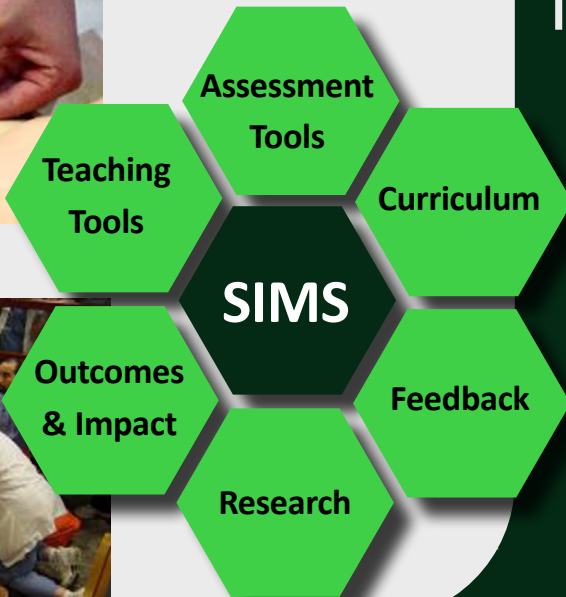 Assessment
Tools
Teaching
Tools
Curriculum
SIMS
Outcomes
& Impact
Feedback
Research